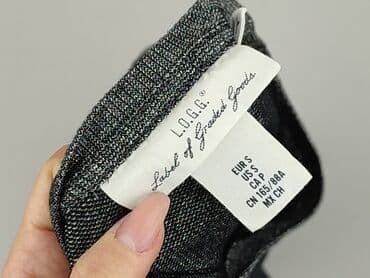 L.O.G.G.®
Label of Graded Goods
EUR S
US S
CA P
CN 165/88A
MX CH